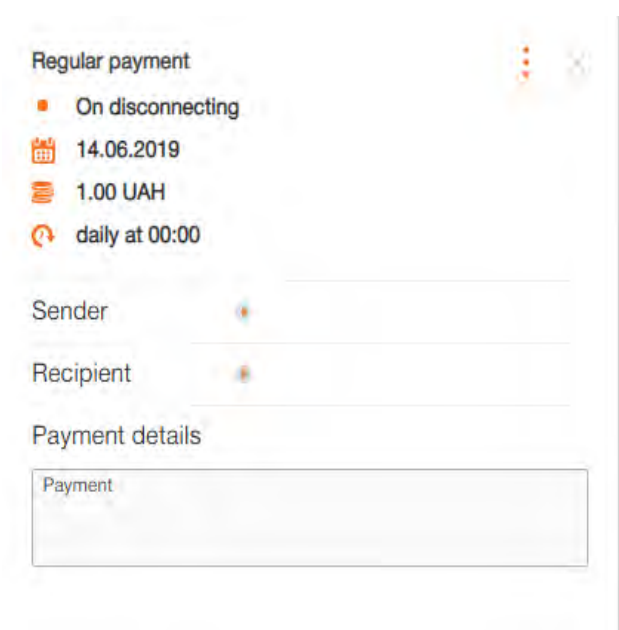 Regular payment
On disconnecting
14.06.2019
1.00 UAH
daily at 00:00
Sender
Recipient
Payment details
Payment